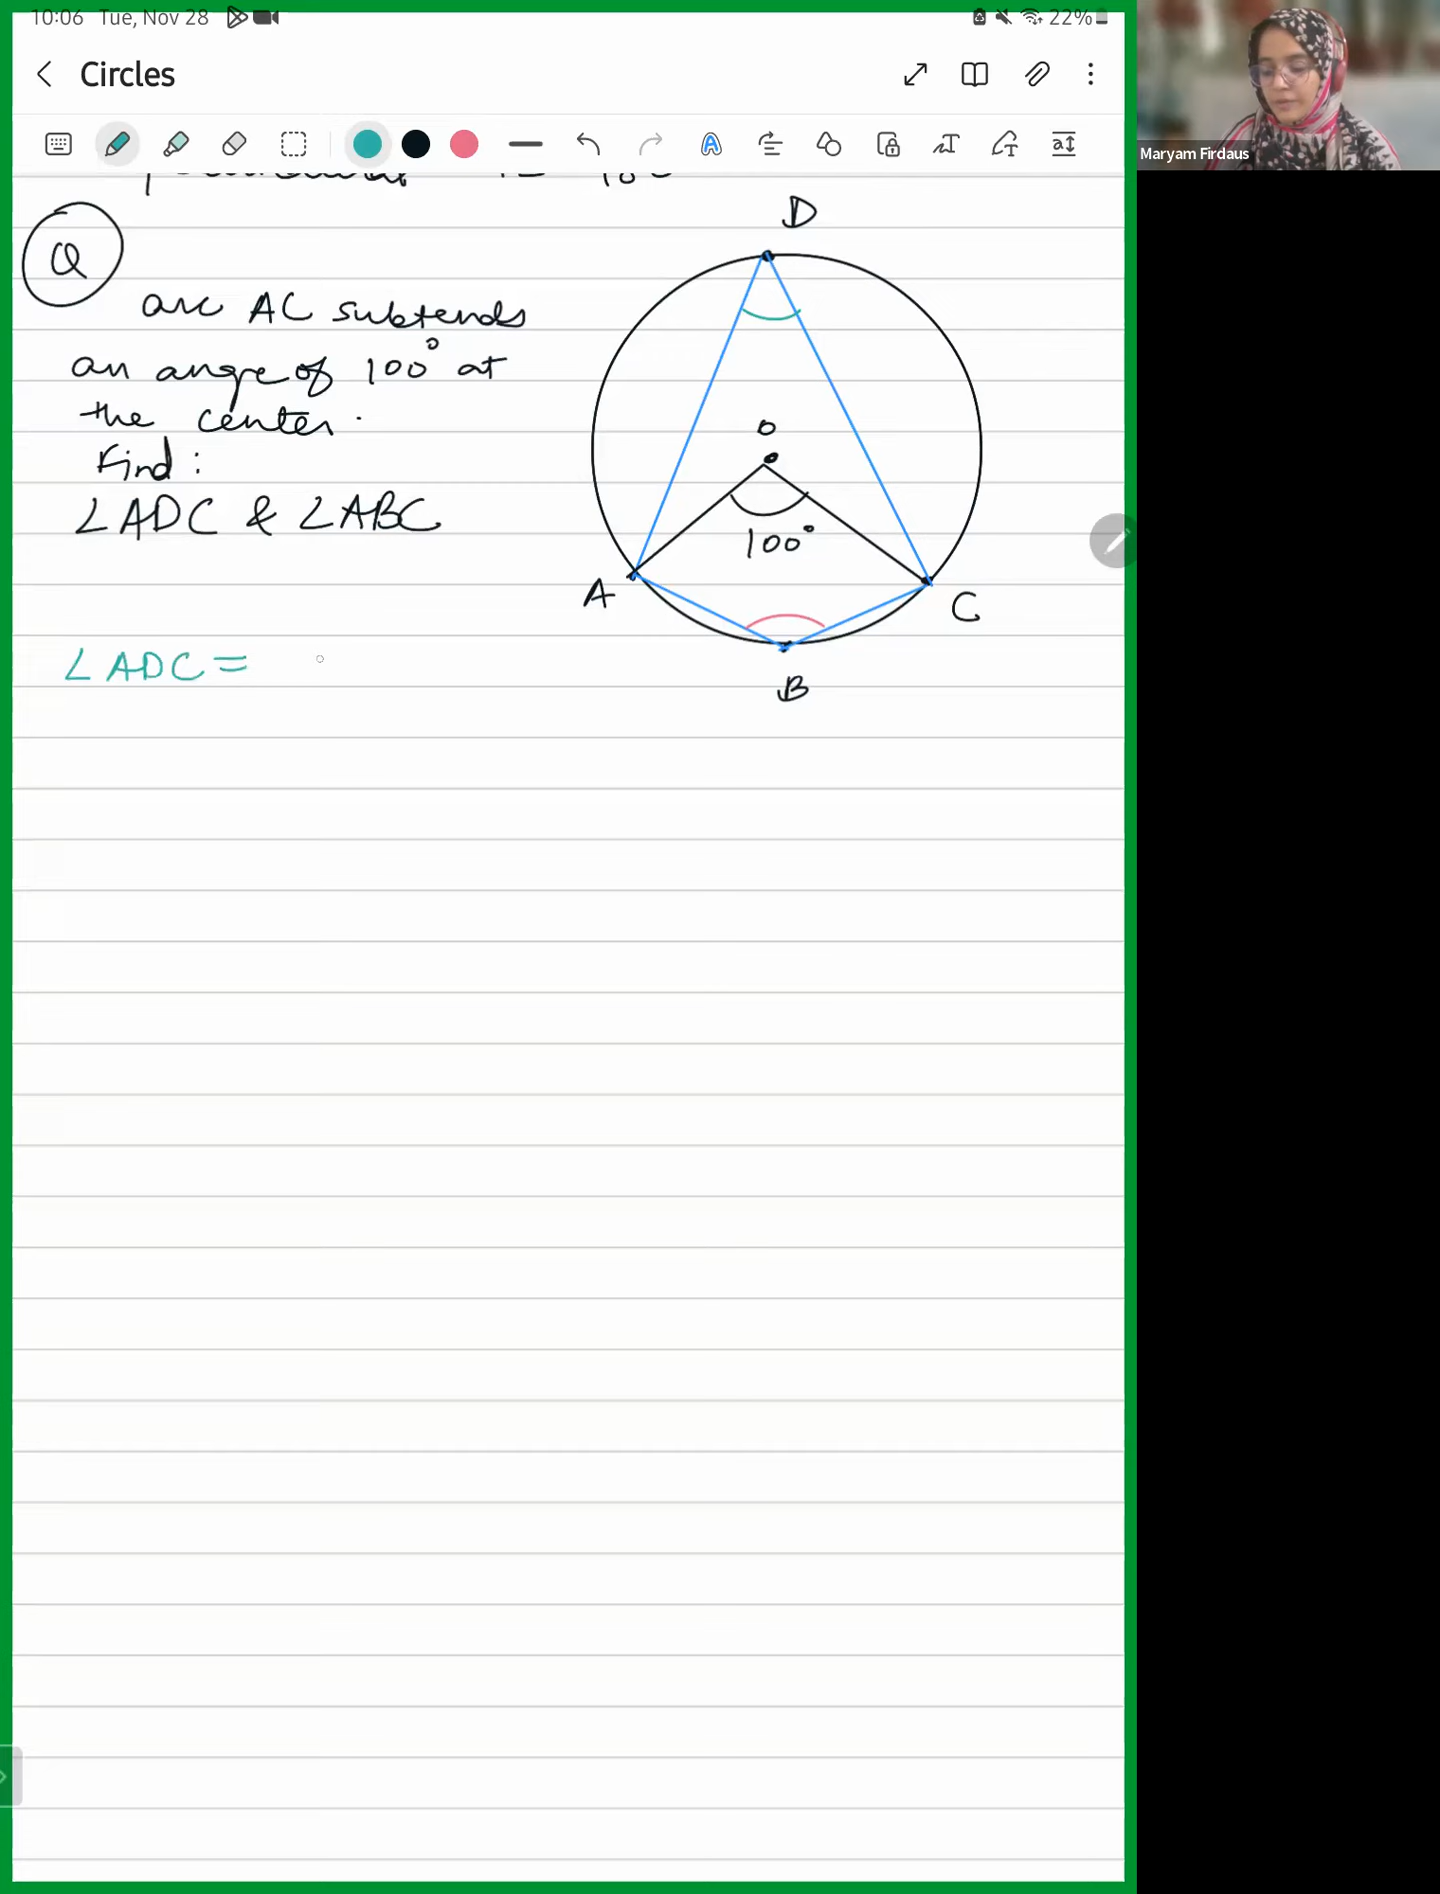 10:06 Tue, Nov 28
22%
Circles
Maryam Firdaus
Q
arc AC subtends
an angle of 100° at
the center.
Find:
∠ADC & ∠ABC
∠ADC =
D
O
100°
A
C
B